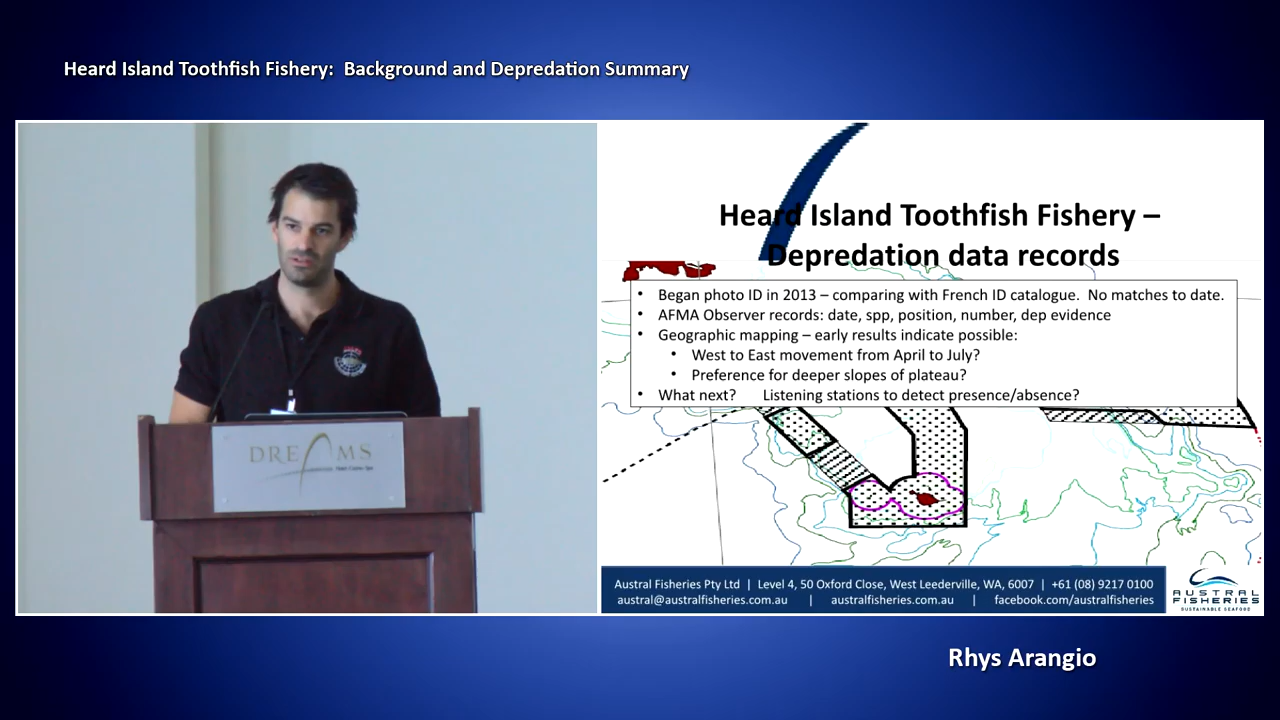 Heard Island Toothfish Fishery:  Background and Depredation Summary
Heard Island Toothfish Fishery –
Depredation data records
• Began photo ID in 2013 – comparing with French ID catalogue.  No matches to date.
• AFMA Observer records: date, spp, position, number, dep evidence
• Geographic mapping – early results indicate possible:
• West to East movement from April to July?
• Preference for deeper slopes of plateau?
• What next?     Listening stations to detect presence/absence?
DREAMS
Austral Fisheries Pty Ltd  |  Level 4, 50 Oxford Close, West Leederville, WA, 6007  |  +61 (08) 9217 0100
austral@australfisheries.com.au     |     australfisheries.com.au     |     facebook.com/australfisheries
AUSTRAL
FISHERIES
SUSTAINABLE SEAFOOD
Rhys Arangio